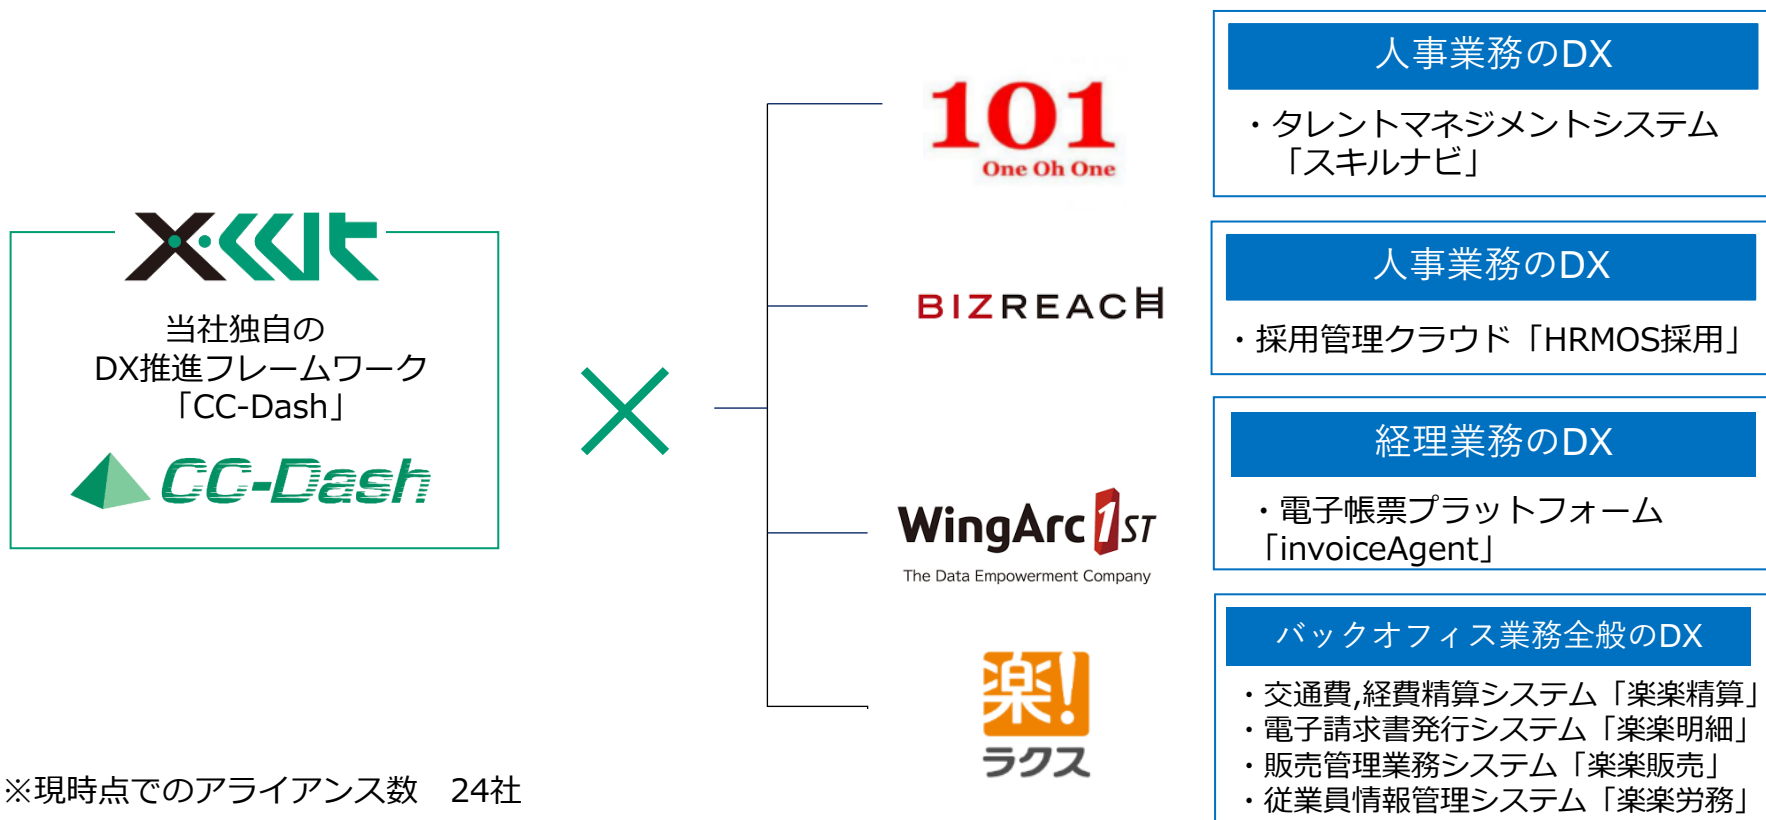 当社独自の
DX推進フレームワーク
「CC-Dash」
CC-Dash
※現時点でのアライアンス数　24社
101
One Oh One
BIZREACH
WingArc 1ST
The Data Empowerment Company
楽!
ラクス
人事業務のDX
・タレントマネジメントシステム
「スキルナビ」
人事業務のDX
・採用管理クラウド「HRMOS採用」
経理業務のDX
・電子帳票プラットフォーム
「invoiceAgent」
バックオフィス業務全般のDX
・交通費,経費精算システム「楽楽精算」
・電子請求書発行システム「楽楽明細」
・販売管理業務システム「楽楽販売」
・従業員情報管理システム「楽楽労務」